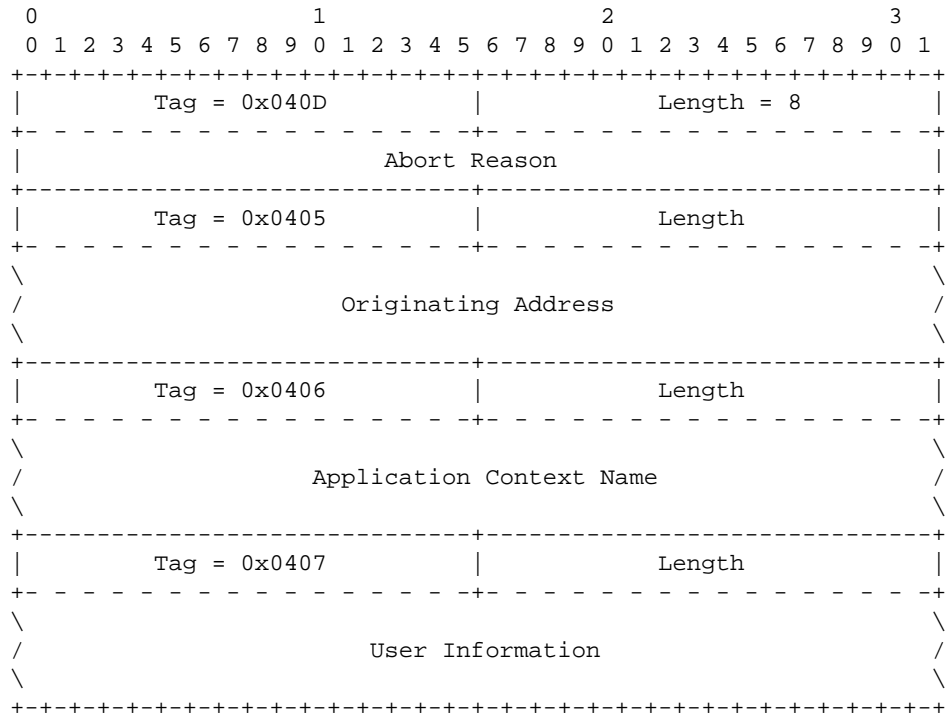 0                   1                   2                   3
 0 1 2 3 4 5 6 7 8 9 0 1 2 3 4 5 6 7 8 9 0 1 2 3 4 5 6 7 8 9 0 1
+-+-+-+-+-+-+-+-+-+-+-+-+-+-+-+-+-+-+-+-+-+-+-+-+-+-+-+-+-+-+-+-+
|         Tag = 0x040D          |            Length = 8         |
+- - - - - - - - - - - - - - - -+- - - - - - - - - - - - - - - -+
|                         Abort Reason                          |
+-------------------------------+-------------------------------+
|         Tag = 0x0405          |            Length             |
+- - - - - - - - - - - - - - - -+- - - - - - - - - - - - - - - -+
\                                                               \
/                      Originating Address                      /
\                                                               \
+-------------------------------+-------------------------------+
|         Tag = 0x0406          |            Length             |
+- - - - - - - - - - - - - - - -+- - - - - - - - - - - - - - - -+
\                                                               \
/                    Application Context Name                   /
\                                                               \
+-------------------------------+-------------------------------+
|         Tag = 0x0407          |            Length             |
+- - - - - - - - - - - - - - - -+- - - - - - - - - - - - - - - -+
\                                                               \
/                        User Information                       /
\                                                               \
+-+-+-+-+-+-+-+-+-+-+-+-+-+-+-+-+-+-+-+-+-+-+-+-+-+-+-+-+-+-+-+-+